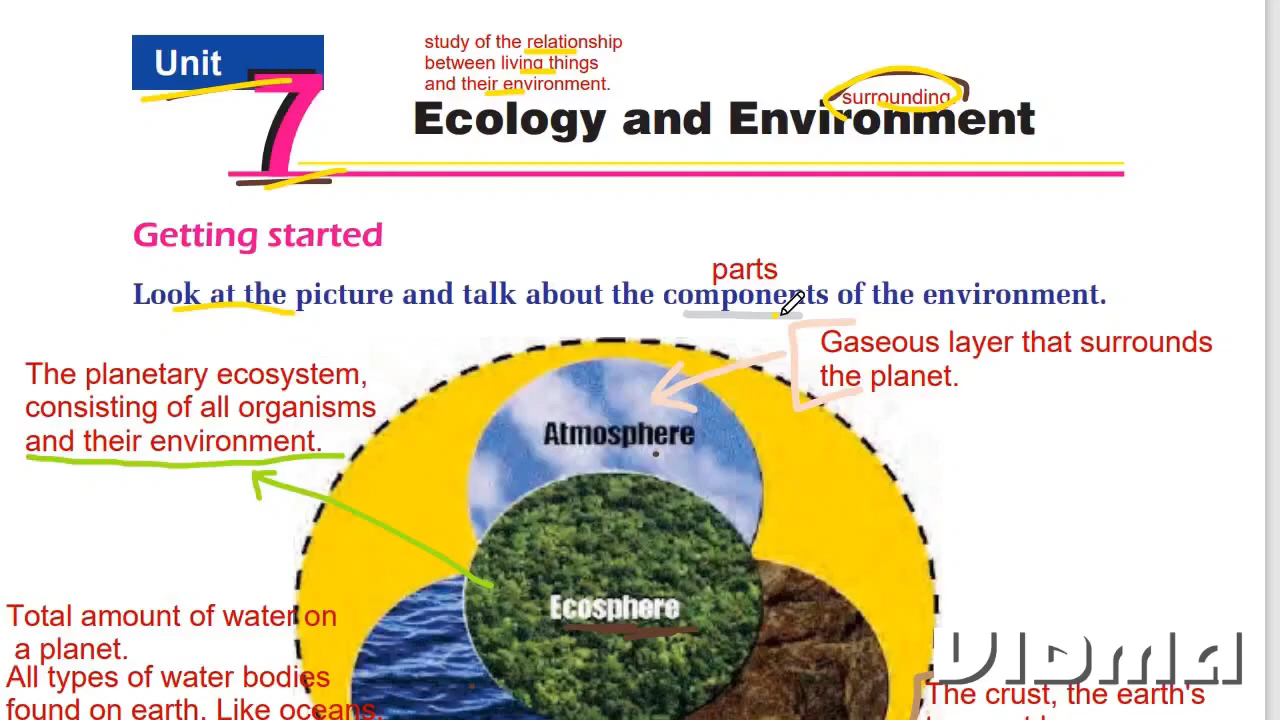 Unit
7
study of the relationship
between living things
and their environment.
surrounding
Ecology and Environment
Getting started
parts
Look at the picture and talk about the components of the environment.
Gaseous layer that surrounds
the planet.
The planetary ecosystem,
consisting of all organisms
and their environment.
Atmosphere
Ecosphere
Total amount of water on
a planet.
All types of water bodies
found on earth. Like oceans,
VIDMA
The crust, the earth's